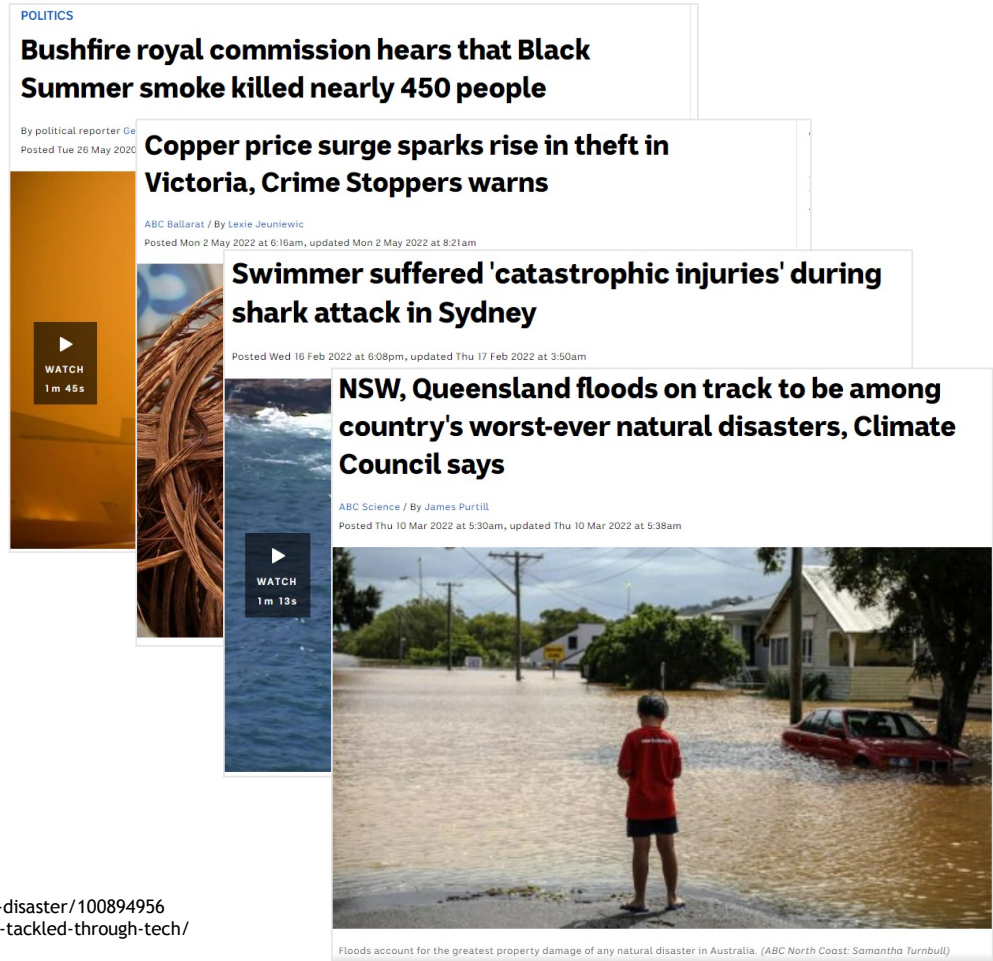 POLITICS
Bushfire royal commission hears that Black
Summer smoke killed nearly 450 people
By political reporter Ge
Posted Tue 26 May 2020
WATCH
1m 45s
Copper price surge sparks rise in theft in
Victoria, Crime Stoppers warns
ABC Ballarat / By Lexie Jeuniewic
Posted Mon 2 May 2022 at 6:16am, updated Mon 2 May 2022 at 8:21am
Swimmer suffered 'catastrophic injuries' during
shark attack in Sydney
Posted Wed 16 Feb 2022 at 6:08pm, updated Thu 17 Feb 2022 at 3:50am
WATCH
1m 13s
NSW, Queensland floods on track to be among
country's worst-ever natural disasters, Climate
Council says
ABC Science / By James Purtill
Posted Thu 10 Mar 2022 at 5:30am, updated Thu 10 Mar 2022 at 5:38am
Floods account for the greatest property damage of any natural disaster in Australia. (ABC North Coast: Samantha Turnbull)
-disaster/100894956
-tackled-through-tech/